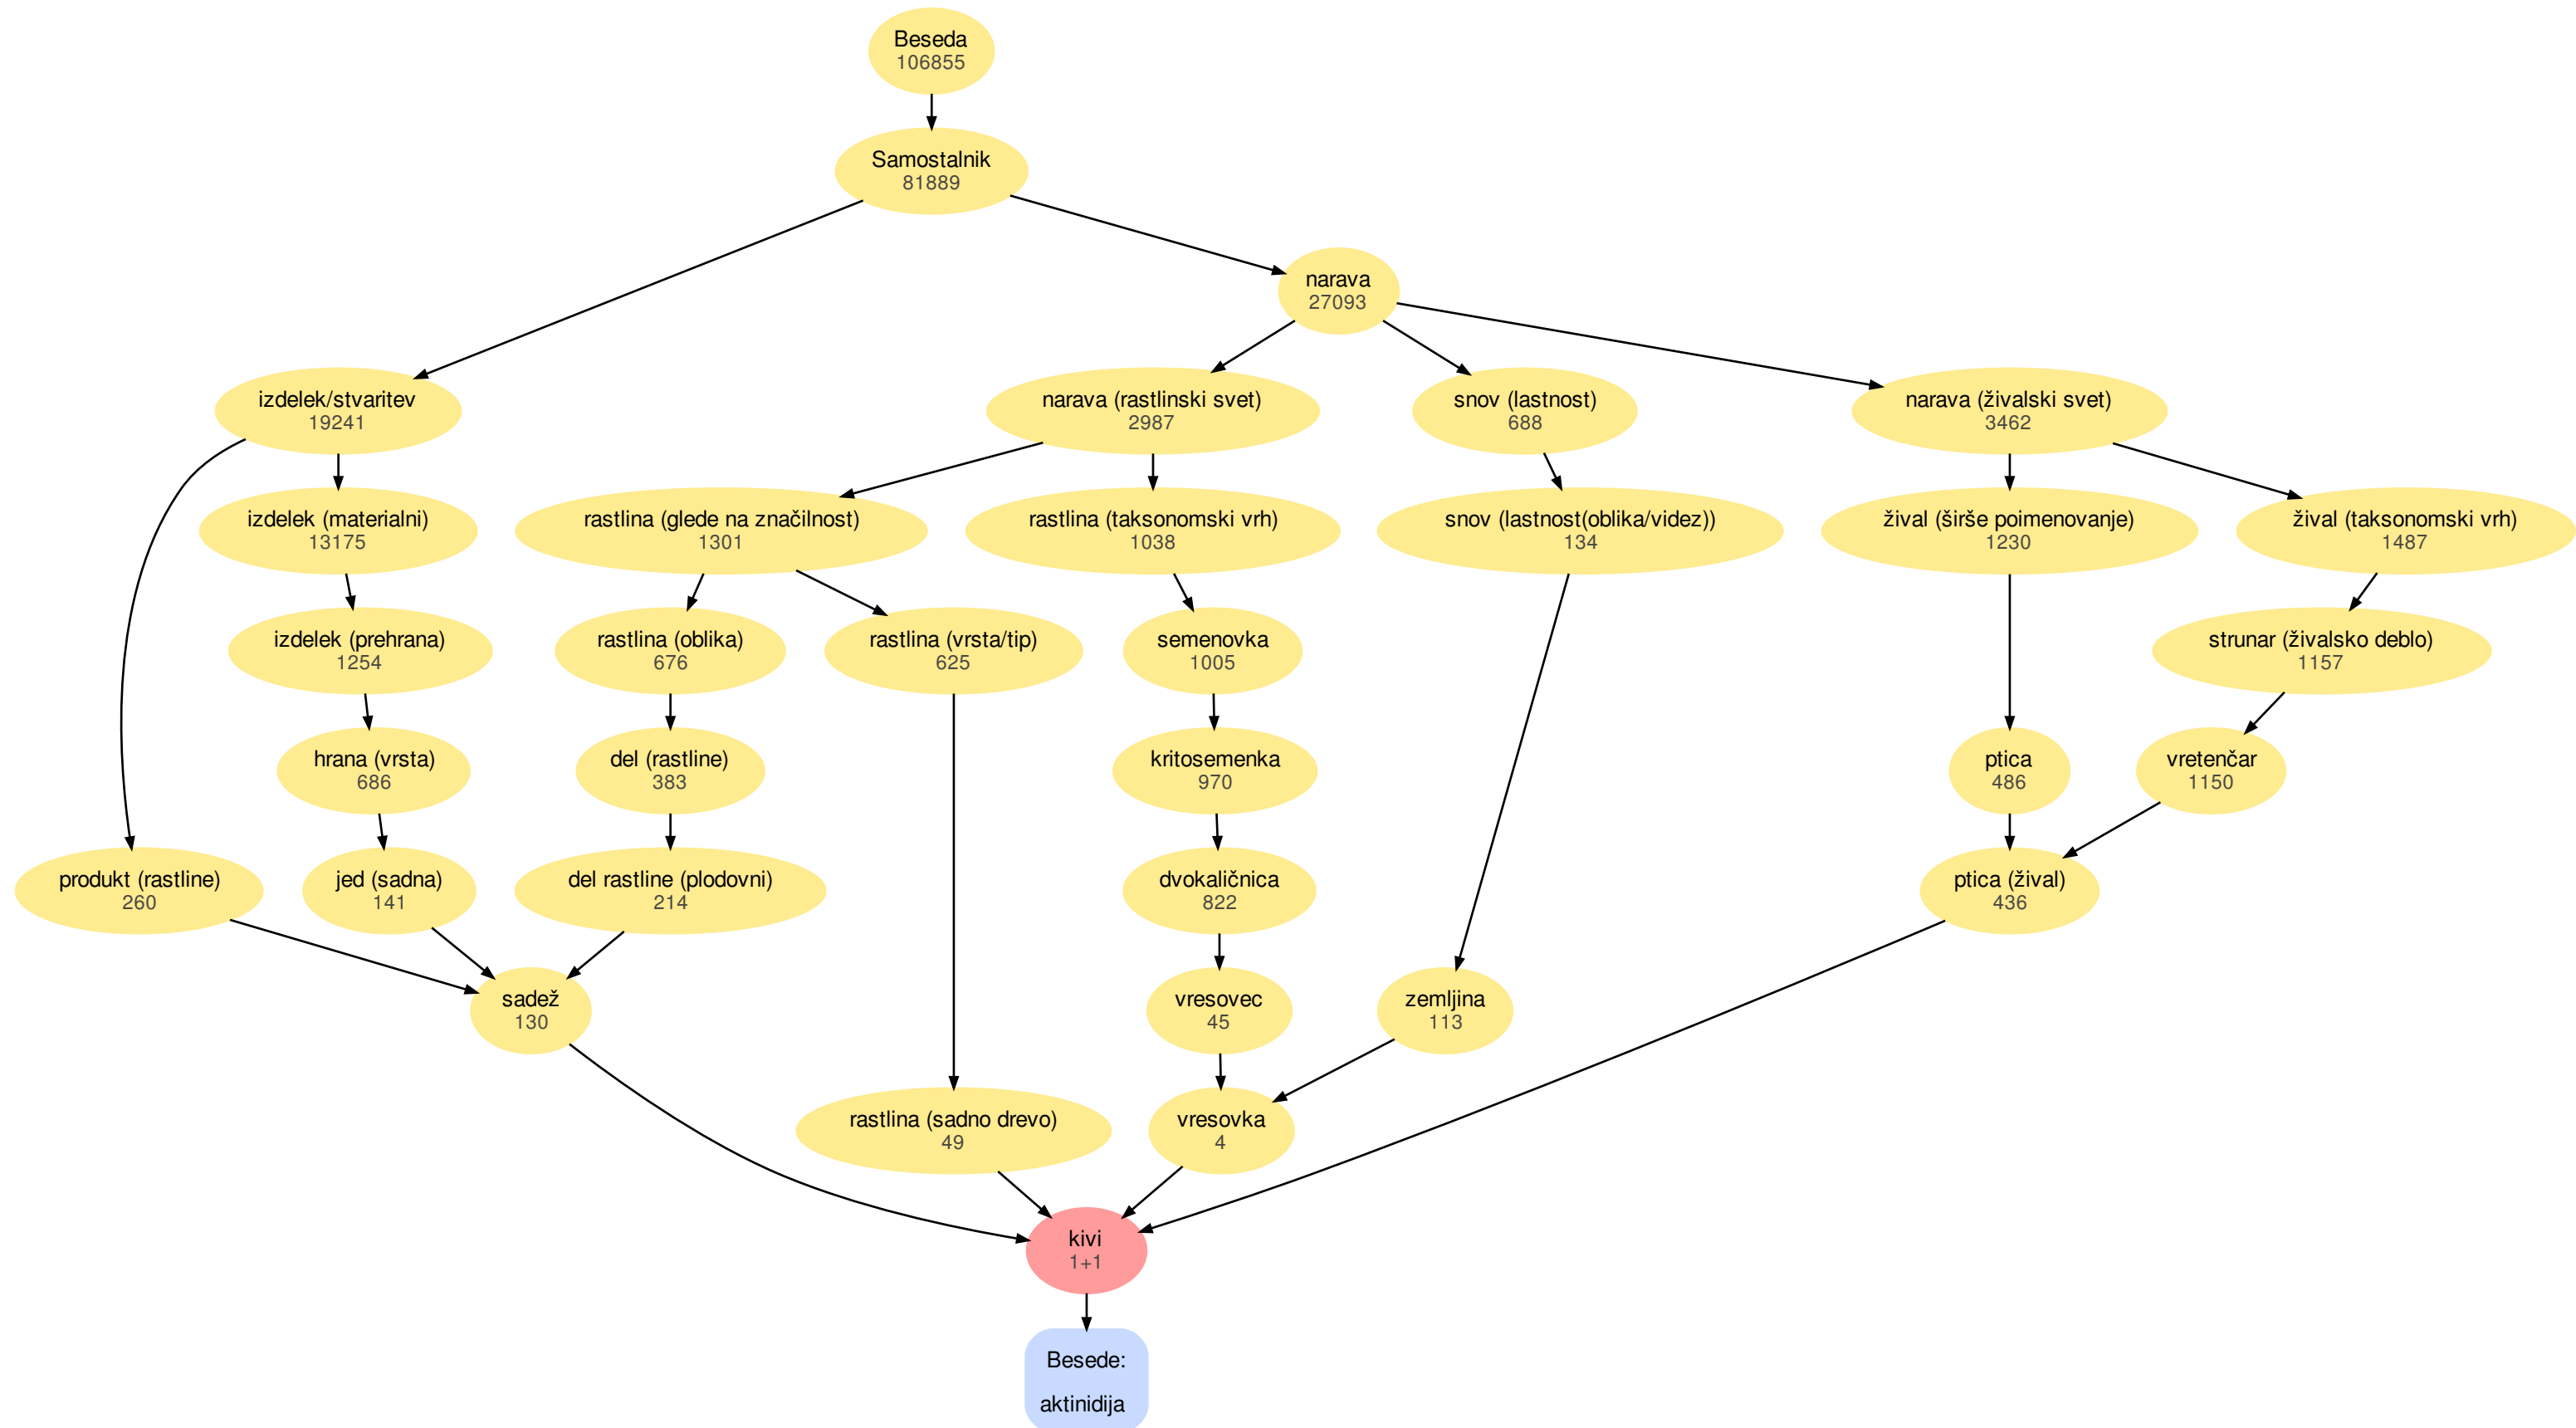 Beseda
106855
Samostalnik
81889
narava
27093
izdelek/stvaritev
19241
narava (rastlinski svet)
2987
snov (lastnost)
688
narava (živalski svet)
3462
izdelek (materialni)
13175
rastlina (glede na značilnost)
1301
rastlina (taksonomski vrh)
1038
snov (lastnost(oblika/videz))
134
žival (širše poimenovanje)
1230
žival (taksonomski vrh)
1487
izdelek (prehrana)
1254
rastlina (oblika)
676
rastlina (vrsta/tip)
625
semenovka
1005
strunar (živalsko deblo)
1157
hrana (vrsta)
686
del (rastline)
383
kritosemenka
970
ptica
486
vretenčar
1150
produkt (rastline)
260
jed (sadna)
141
del rastline (plodovni)
214
dvokaličnica
822
ptica (žival)
436
sadež
130
vresovec
45
zemljina
113
rastlina (sadno drevo)
49
vresovka
4
kivi
1+1
Besede:
aktinidija